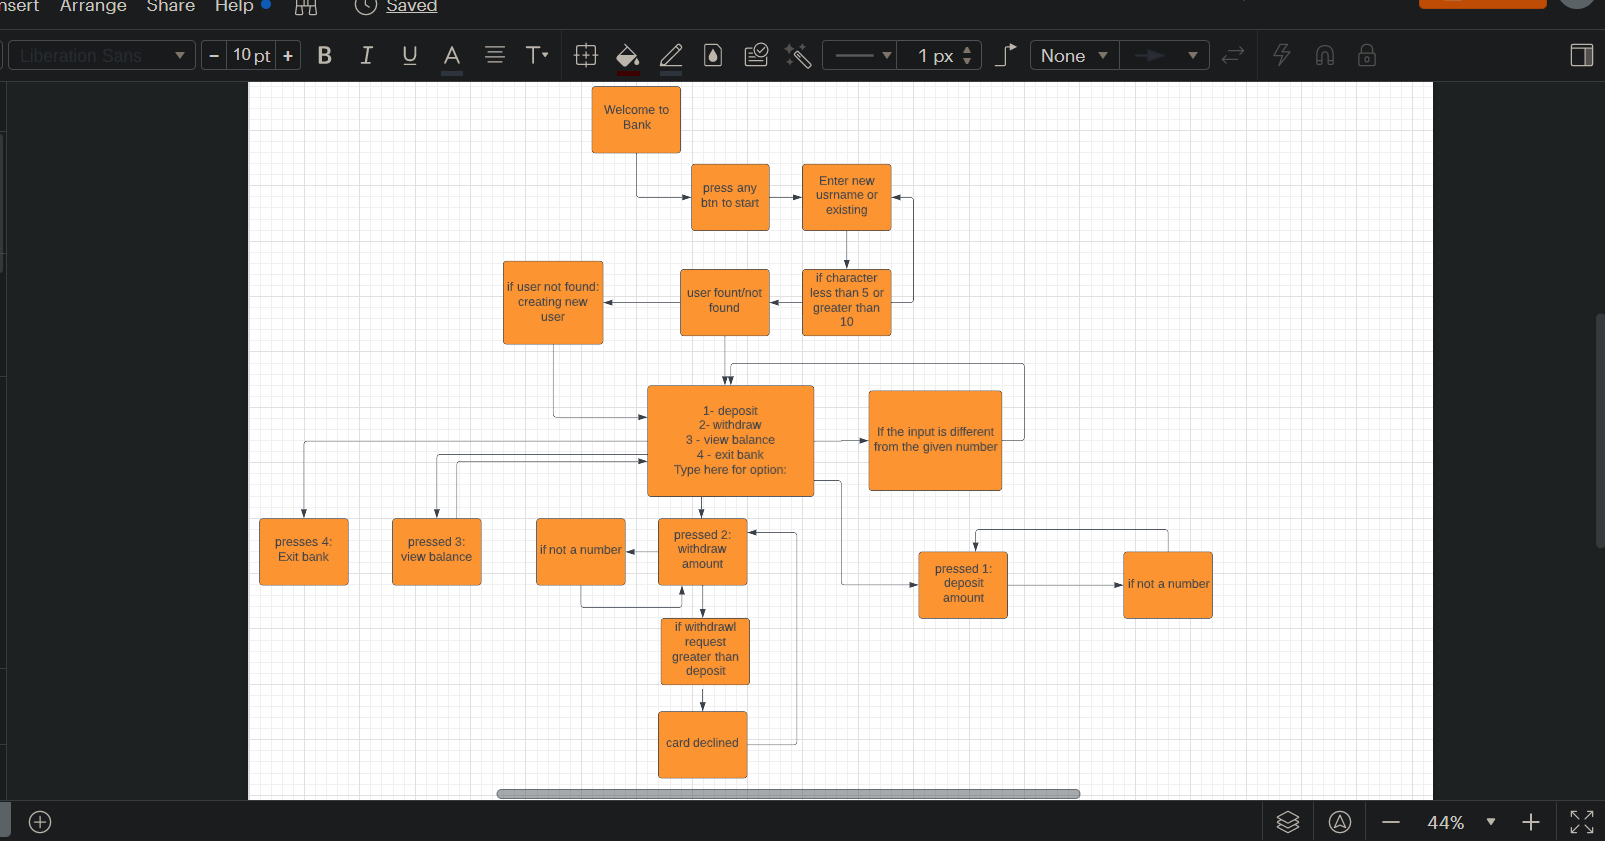 nsert Arrange Share Help Saved
Liberation Sans - 10 pt + B I U A T 1 px None
Welcome to
Bank
press any
btn to start
Enter new
usrname or
existing
if user not found:
creating new
user
user fount/not
found
if character
less than 5 or
greater than
10
1- deposit
2- withdraw
3 - view balance
4 - exit bank
Type here for option:
If the input is different
from the given number
presses 4:
Exit bank
pressed 3:
view balance
if not a number
pressed 2:
withdraw
amount
pressed 1:
deposit
amount
if not a number
if withdrawl
request
greater than
deposit
card declined
44%